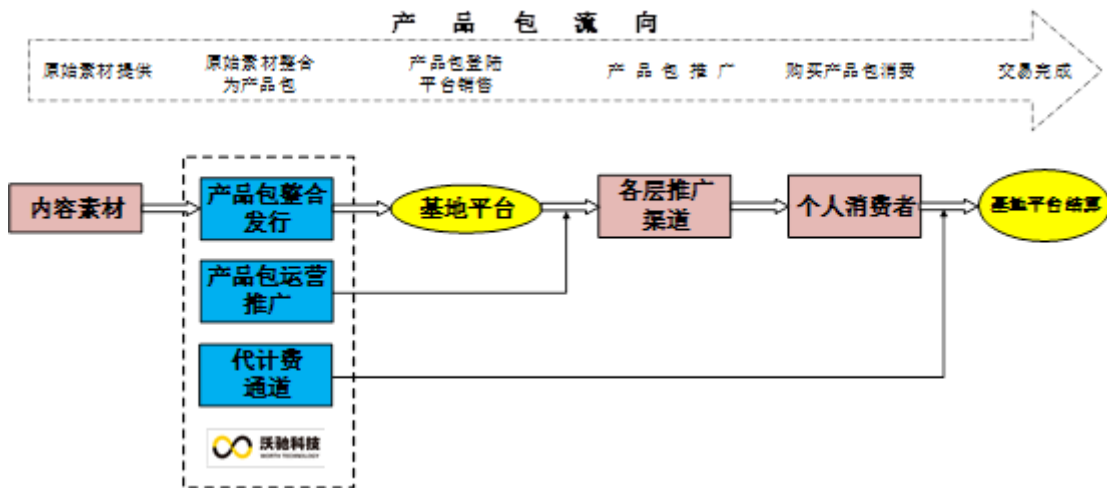 产 品 包 流 向
原始素材提供
原始素材整合
为产品包
产品包登陆
平台销售
产 品 包 推 广
购买产品包消费
交易完成
内容素材
产品包整合
发行
基地平台
各层推广
渠道
个人消费者
基地平台结算
产品包运营
推广
代计费
通道
沃驰科技
WORTH TECHNOLOGY